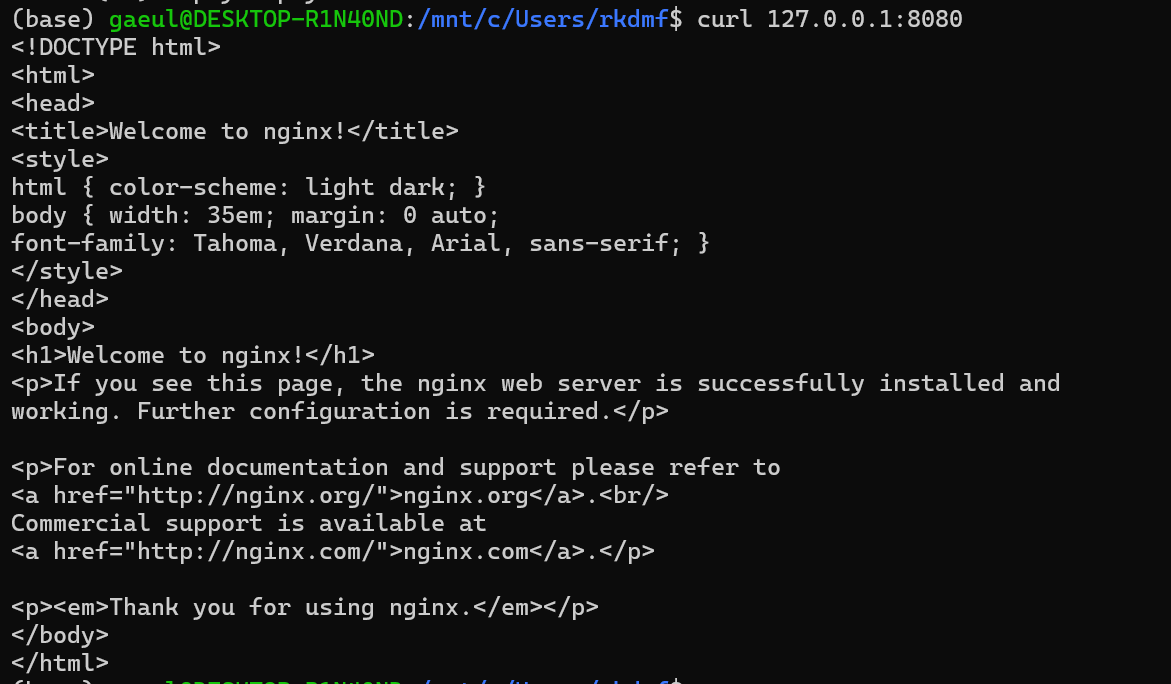 (base) gaeul@DESKTOP-R1N40ND:/mnt/c/Users/rkdmf$ curl 127.0.0.1:8080
<!DOCTYPE html>
<html>
<head>
<title>Welcome to nginx!</title>
<style>
html { color-scheme: light dark; }
body { width: 35em; margin: 0 auto;
font-family: Tahoma, Verdana, Arial, sans-serif; }
</style>
</head>
<body>
<h1>Welcome to nginx!</h1>
<p>If you see this page, the nginx web server is successfully installed and
working. Further configuration is required.</p>

<p>For online documentation and support please refer to
<a href="http://nginx.org/">nginx.org</a>.<br/>
Commercial support is available at
<a href="http://nginx.com/">nginx.com</a>.</p>

<p><em>Thank you for using nginx.</em></p>
</body>
</html>